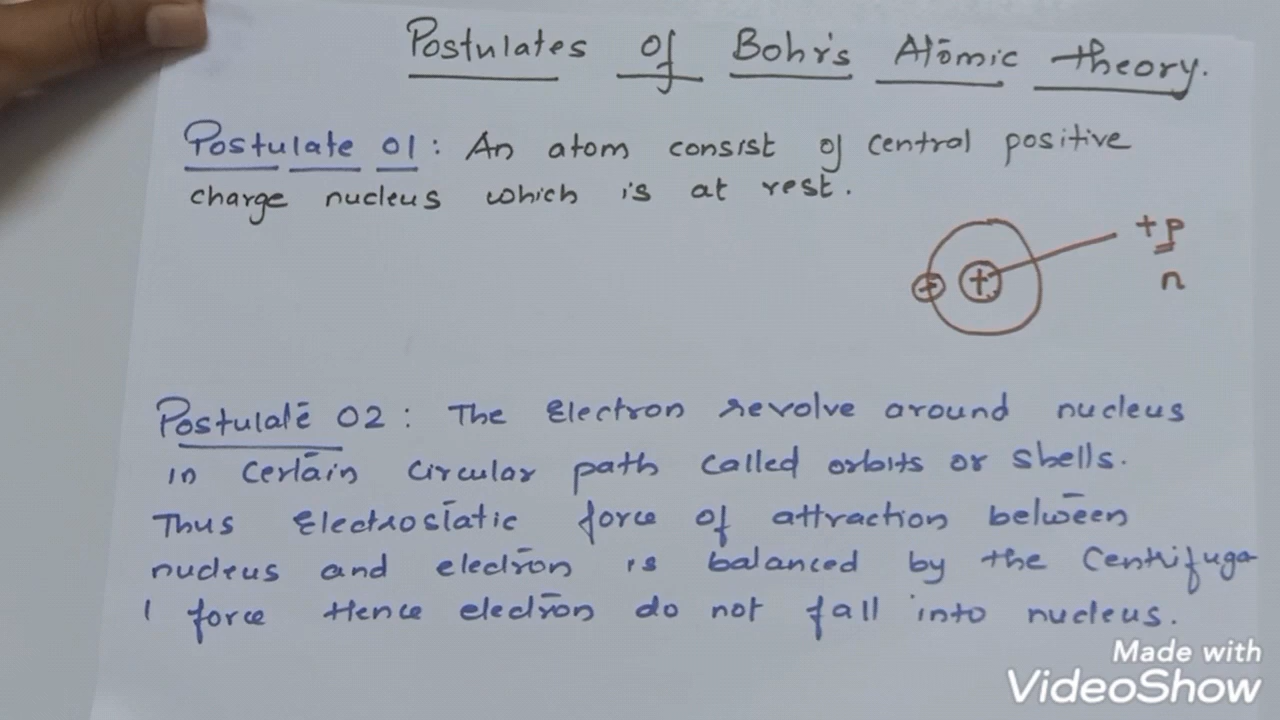 Postulates Of Bohr's Atomic theory.
Postulate 01: An atom consist of central positive
charge nucleus which is at rest.
+p
+
+
n
Postulate 02: The Electron revolve around nucleus
in certain circular path called orbits or shells.
Thus Electrostatic force of attraction between
nucleus and electron is balanced by the Centrifuga
l force Hence electron do not fall into nucleus.
Made with
VideoShow